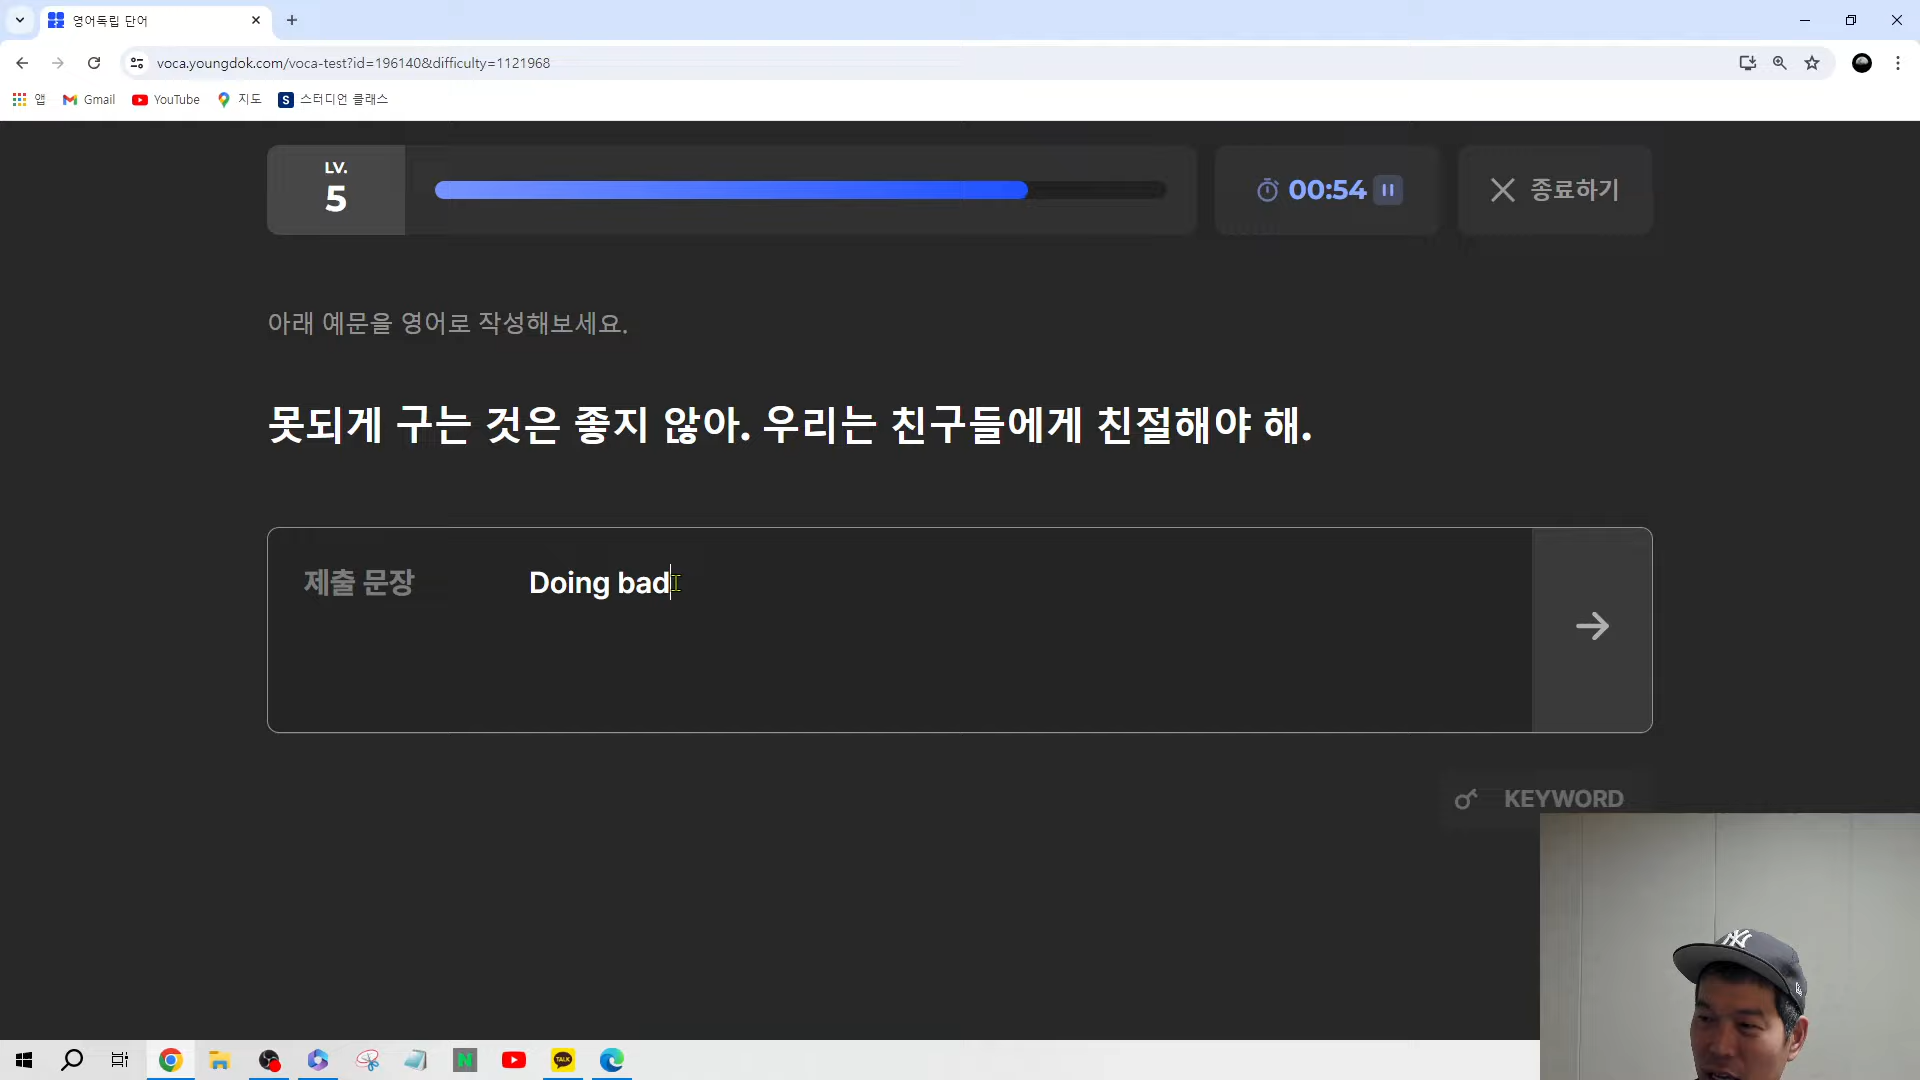 영어독립 단어
voca.youngdok.com/voca-test?id=196140&difficulty=1121968
앱 Gmail YouTube 지도 S 스터디언 클래스
LV.
5
00:54
종료하기
아래 예문을 영어로 작성해보세요.
못되게 구는 것은 좋지 않아. 우리는 친구들에게 친절해야 해.
제출 문장 Doing bad
KEYWORD
NY
N TALK